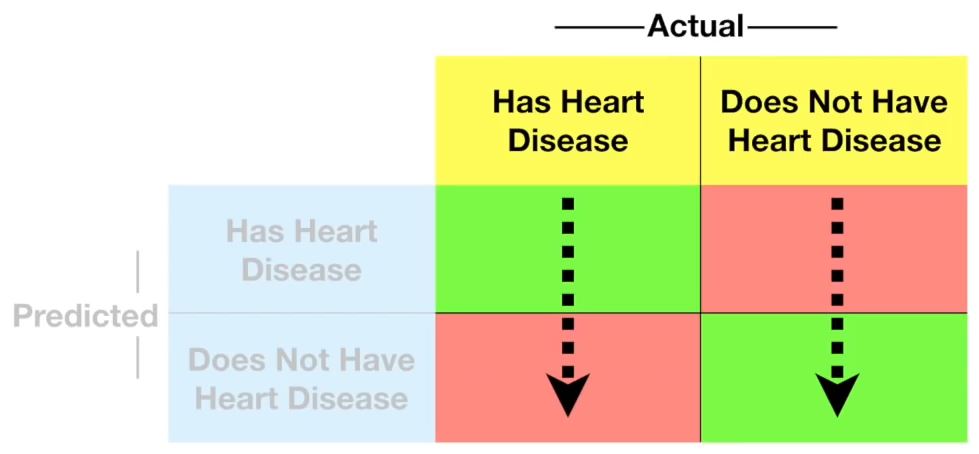 Actual
Has Heart
Disease
Does Not Have
Heart Disease
Predicted
Has Heart
Disease
Does Not Have
Heart Disease